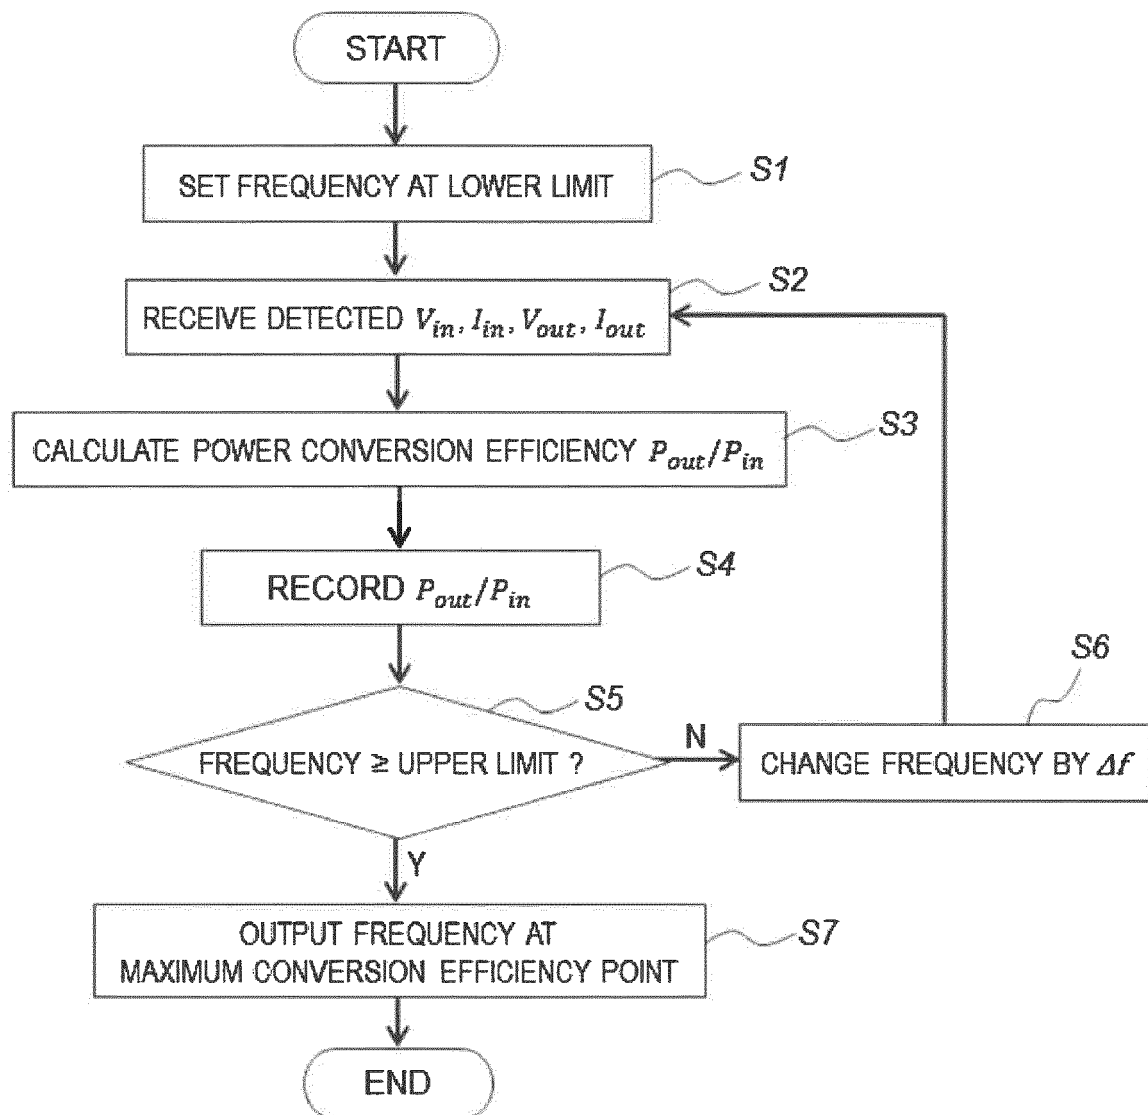 START
SET FREQUENCY AT LOWER LIMIT
S1
RECEIVE DETECTED V_in, I_in, V_out, I_out
S2
CALCULATE POWER CONVERSION EFFICIENCY P_out/P_in
S3
RECORD P_out/P_in
S4
FREQUENCY ≥ UPPER LIMIT ?
S5
N
CHANGE FREQUENCY BY Δf
S6
Y
OUTPUT FREQUENCY AT
MAXIMUM CONVERSION EFFICIENCY POINT
S7
END